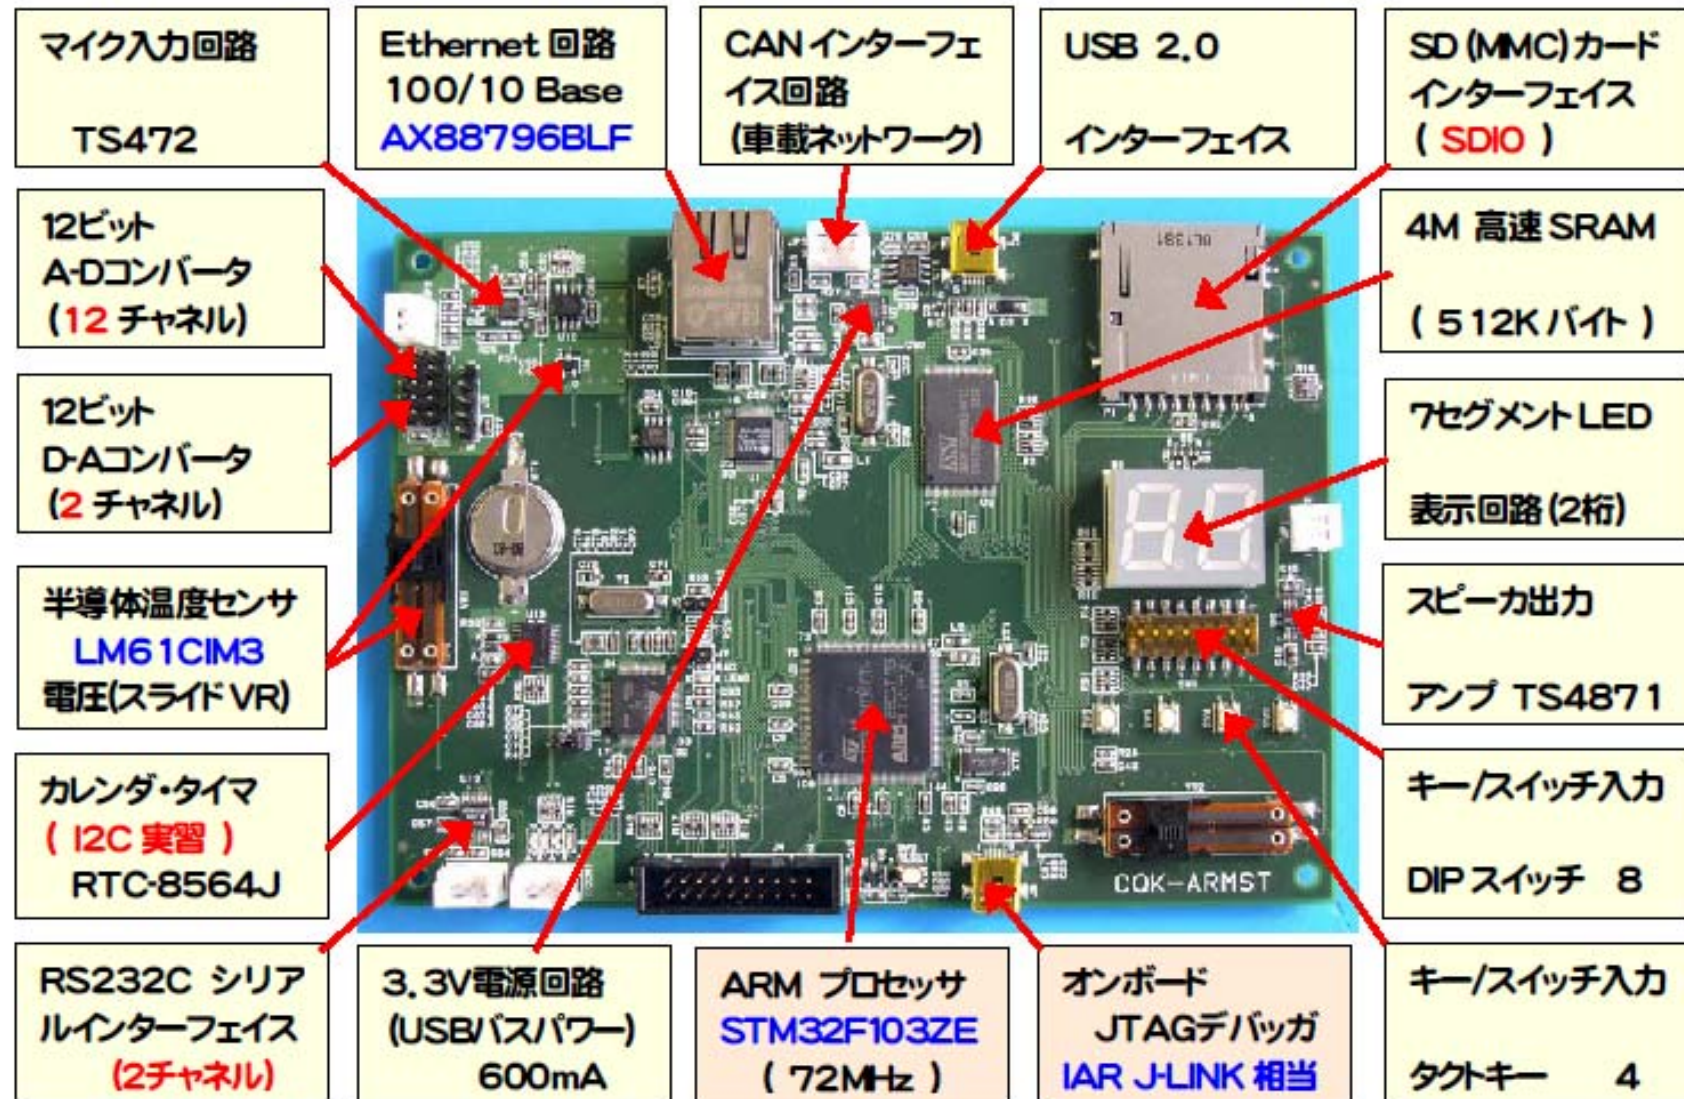 マイク入力回路
TS472
Ethernet 回路
100/10 Base
AX88796BLF
CAN インターフェ
イス回路
(車載ネットワーク)
USB 2.0
インターフェイス
SD (MMC)カード
インターフェイス
( SDIO )
12ビット
A-Dコンバータ
(12 チャネル)
4M 高速 SRAM
( 512K バイト )
12ビット
D-Aコンバータ
(2 チャネル)
7セグメント LED
表示回路 (2桁)
半導体温度センサ
LM61CIM3
電圧(スライド VR)
スピーカ出力
アンプ TS4871
カレンダ・タイマ
( I2C 実習 )
RTC-8564J
キー/スイッチ入力
DIP スイッチ 8
CQK-ARMST
RS232C シリア
ルインターフェイス
(2チャネル)
3.3V電源回路
(USBバスパワー)
600mA
ARM プロセッサ
STM32F103ZE
( 72MHz )
オンボード
JTAGデバッガ
IAR J-LINK 相当
キー/スイッチ入力
タクトキー 4